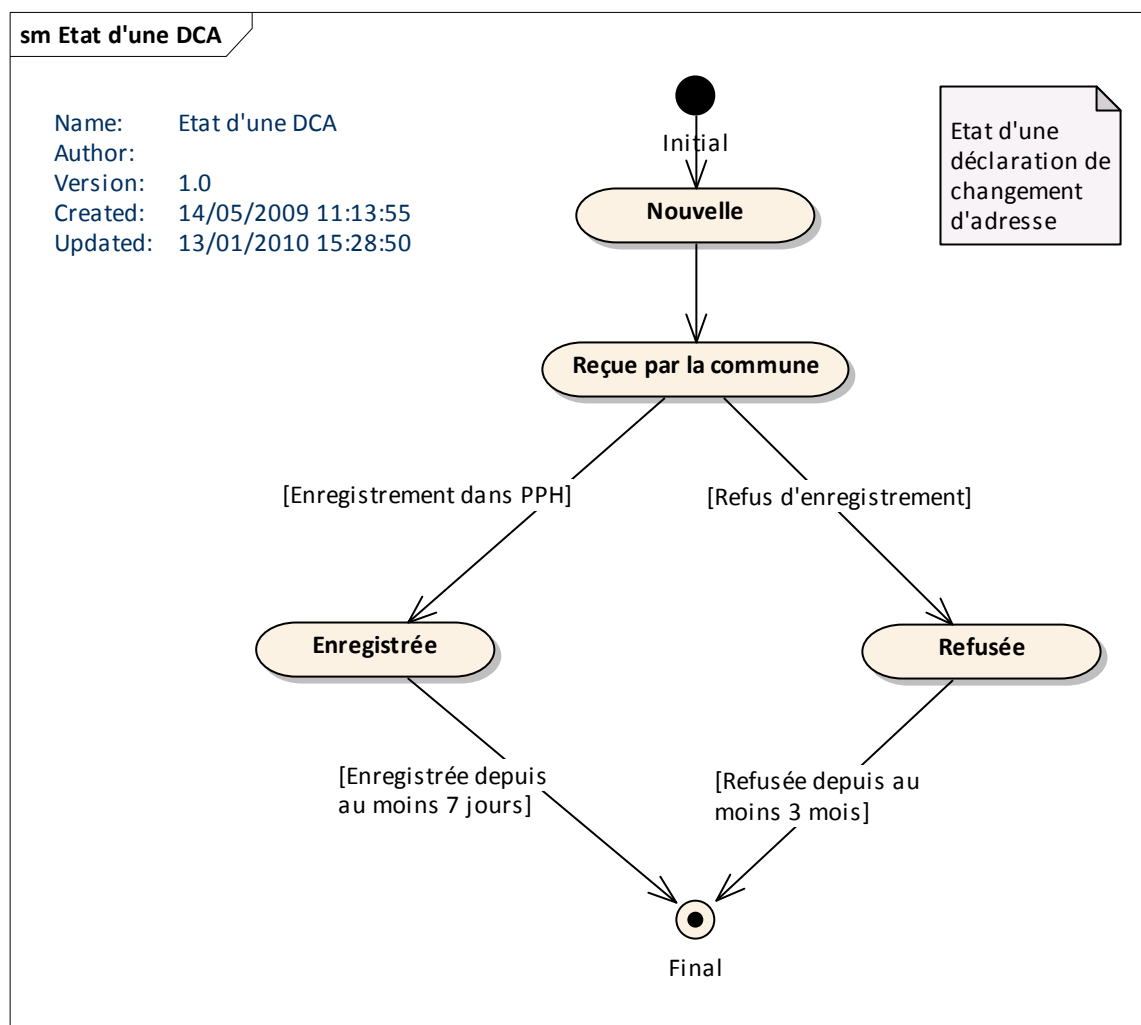 sm Etat d'une DCA
Name: Etat d'une DCA
Author:
Version: 1.0
Created: 14/05/2009 11:13:55
Updated: 13/01/2010 15:28:50
Initial
Etat d'une
déclaration de
changement
d'adresse
Nouvelle
Reçue par la commune
[Enregistrement dans PPH]
[Refus d'enregistrement]
Enregistrée
Refusée
[Enregistrée depuis
au moins 7 jours]
[Refusée depuis au
moins 3 mois]
Final